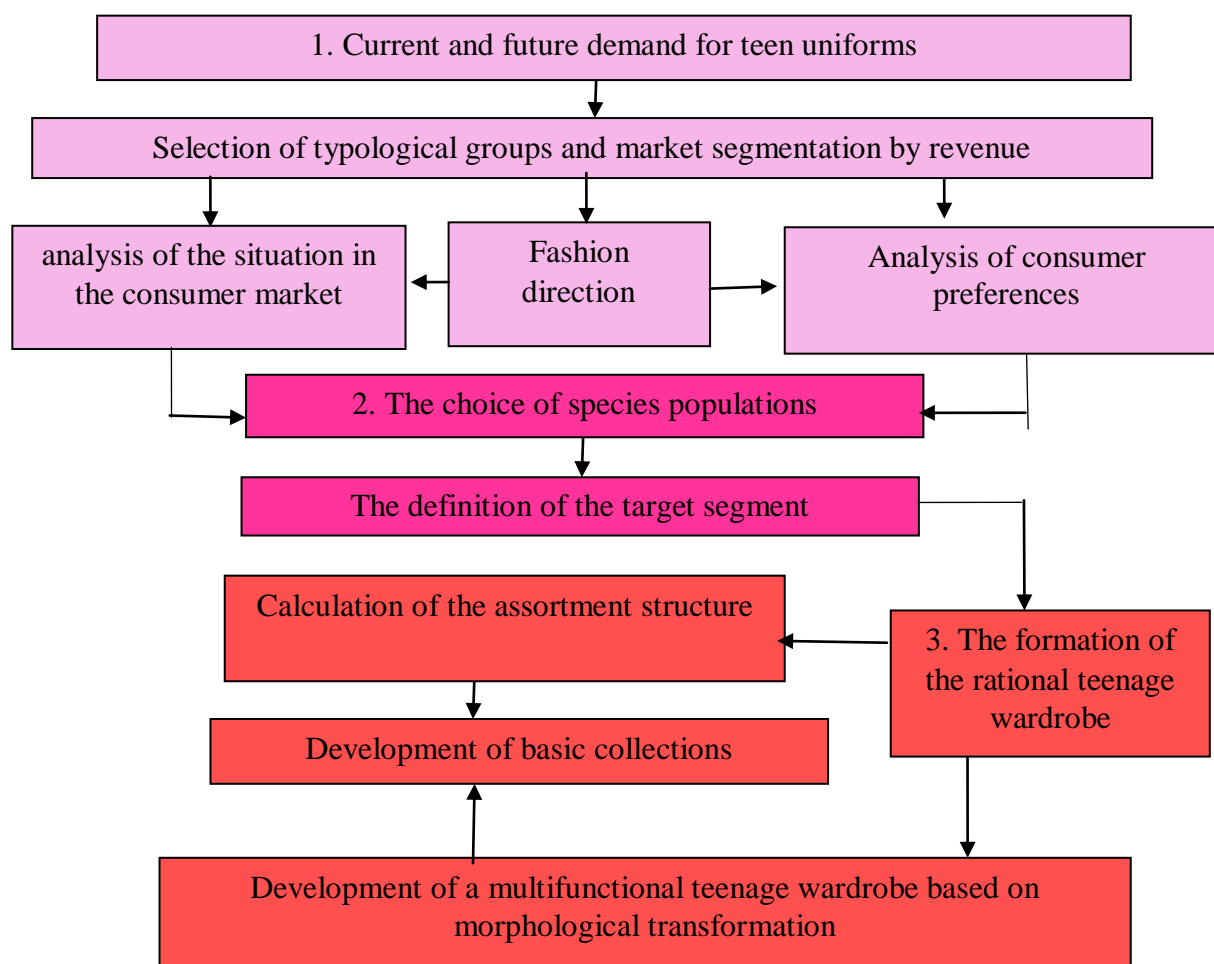 1. Current and future demand for teen uniforms
Selection of typological groups and market segmentation by revenue
analysis of the situation in
the consumer market
Fashion
direction
Analysis of consumer
preferences
2. The choice of species populations
The definition of the target segment
Calculation of the assortment structure
3. The formation of
the rational teenage
wardrobe
Development of basic collections
Development of a multifunctional teenage wardrobe based on
morphological transformation